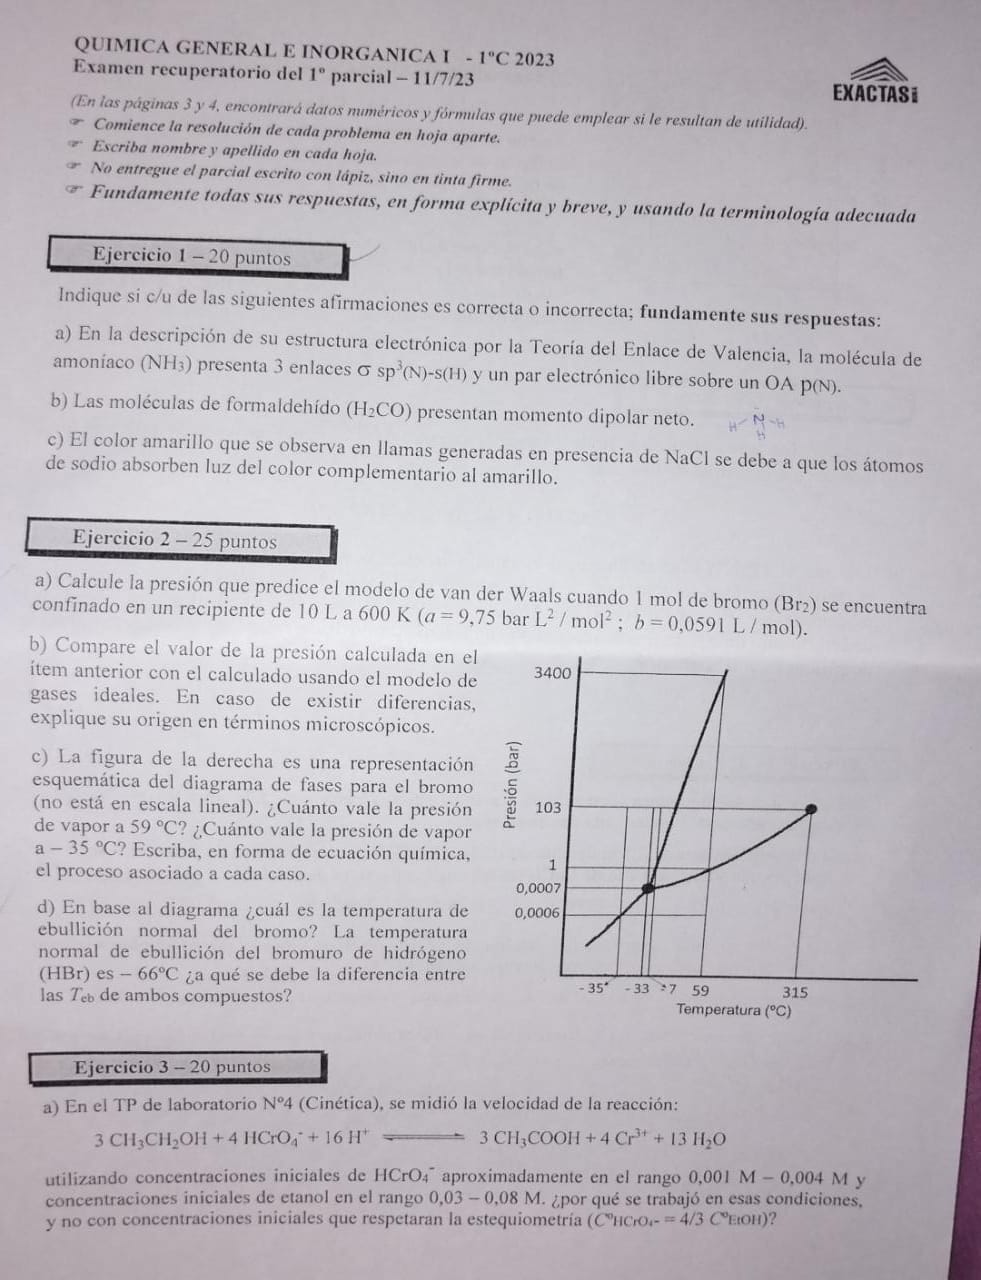 QUIMICA GENERAL E INORGANICA I - 1°C 2023
Examen recuperatorio del 1° parcial – 11/7/23
EXACTAS
(En las páginas 3 y 4, encontrará datos numéricos y fórmulas que puede emplear si le resultan de utilidad).
☞ Comience la resolución de cada problema en hoja aparte.
☞ Escriba nombre y apellido en cada hoja.
☞ No entregue el parcial escrito con lápiz, sino en tinta firme.
☞ Fundamente todas sus respuestas, en forma explícita y breve, y usando la terminología adecuada
Ejercicio 1 – 20 puntos
Indique si c/u de las siguientes afirmaciones es correcta o incorrecta; fundamente sus respuestas:
a) En la descripción de su estructura electrónica por la Teoría del Enlace de Valencia, la molécula de
amoníaco (NH₃) presenta 3 enlaces σ sp³(N)-s(H) y un par electrónico libre sobre un OA p(N).
b) Las moléculas de formaldehído (H₂CO) presentan momento dipolar neto.
H N H
H
c) El color amarillo que se observa en llamas generadas en presencia de NaCl se debe a que los átomos
de sodio absorben luz del color complementario al amarillo.
Ejercicio 2 – 25 puntos
a) Calcule la presión que predice el modelo de van der Waals cuando 1 mol de bromo (Br₂) se encuentra
confinado en un recipiente de 10 L a 600 K (a = 9,75 bar L² / mol² ; b = 0,0591 L / mol).
b) Compare el valor de la presión calculada en el
ítem anterior con el calculado usando el modelo de
gases ideales. En caso de existir diferencias,
explique su origen en términos microscópicos.
c) La figura de la derecha es una representación
esquemática del diagrama de fases para el bromo
(no está en escala lineal). ¿Cuánto vale la presión
de vapor a 59 °C? ¿Cuánto vale la presión de vapor
a – 35 °C? Escriba, en forma de ecuación química,
el proceso asociado a cada caso.
d) En base al diagrama ¿cuál es la temperatura de
ebullición normal del bromo? La temperatura
normal de ebullición del bromuro de hidrógeno
(HBr) es – 66°C ¿a qué se debe la diferencia entre
las Teb de ambos compuestos?
Presión (bar)
3400
103
1
0,0007
0,0006
- 35 - 33 -7 59 315
Temperatura (°C)
Ejercicio 3 – 20 puntos
a) En el TP de laboratorio N°4 (Cinética), se midió la velocidad de la reacción:
3 CH₃CH₂OH + 4 HCrO₄⁻ + 16 H⁺ ⇌ 3 CH₃COOH + 4 Cr³⁺ + 13 H₂O
utilizando concentraciones iniciales de HCrO₄⁻ aproximadamente en el rango 0,001 M – 0,004 M y
concentraciones iniciales de etanol en el rango 0,03 – 0,08 M. ¿por qué se trabajó en esas condiciones,
y no con concentraciones iniciales que respetaran la estequiometría (C°HCrO₄- = 4/3 C°EtOH)?